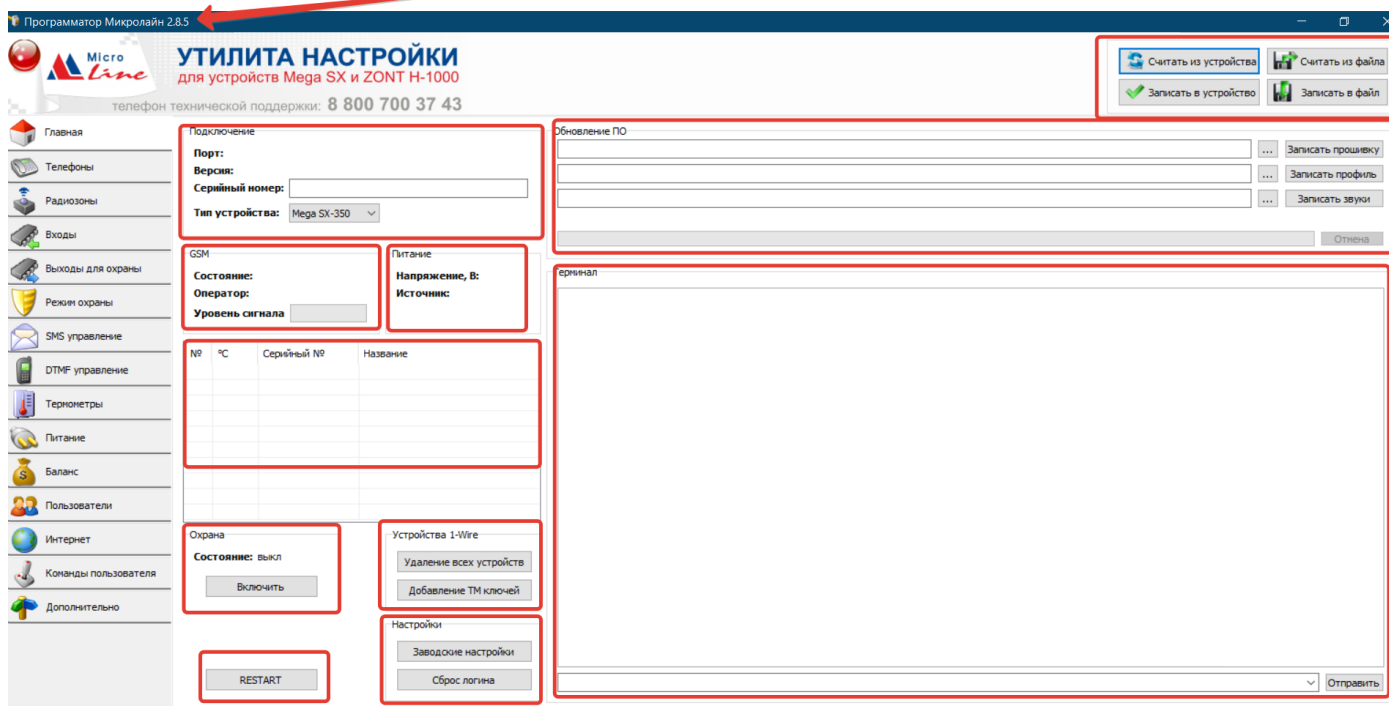 Программатор Микролайн 2.8.5
Micro
Line
УТИЛИТА НАСТРОЙКИ
для устройств Mega SX и ZONT H-1000
телефон технической поддержки: 8 800 700 37 43
Считать из устройства
Считать из файла
Записать в устройство
Записать в файл
Главная
Телефоны
Радиозоны
Входы
Выходы для охраны
Режим охраны
SMS управление
DTMF управление
Термометры
Питание
Баланс
Пользователи
Интернет
Команды пользователя
Дополнительно
Подключение
Порт:
Версия:
Серийный номер:
Тип устройства: Mega SX-350
GSM
Состояние:
Оператор:
Уровень сигнала
Питание
Напряжение, В:
Источник:
№ °C Серийный № Название
Охрана
Состояние: выкл
Включить
RESTART
Устройства 1-Wire
Удаление всех устройств
Добавление ТМ ключей
Настройки
Заводские настройки
Сброс логина
Обновление ПО
... Записать прошивку
... Записать профиль
... Записать звуки
Отмена
Терминал
Отправить